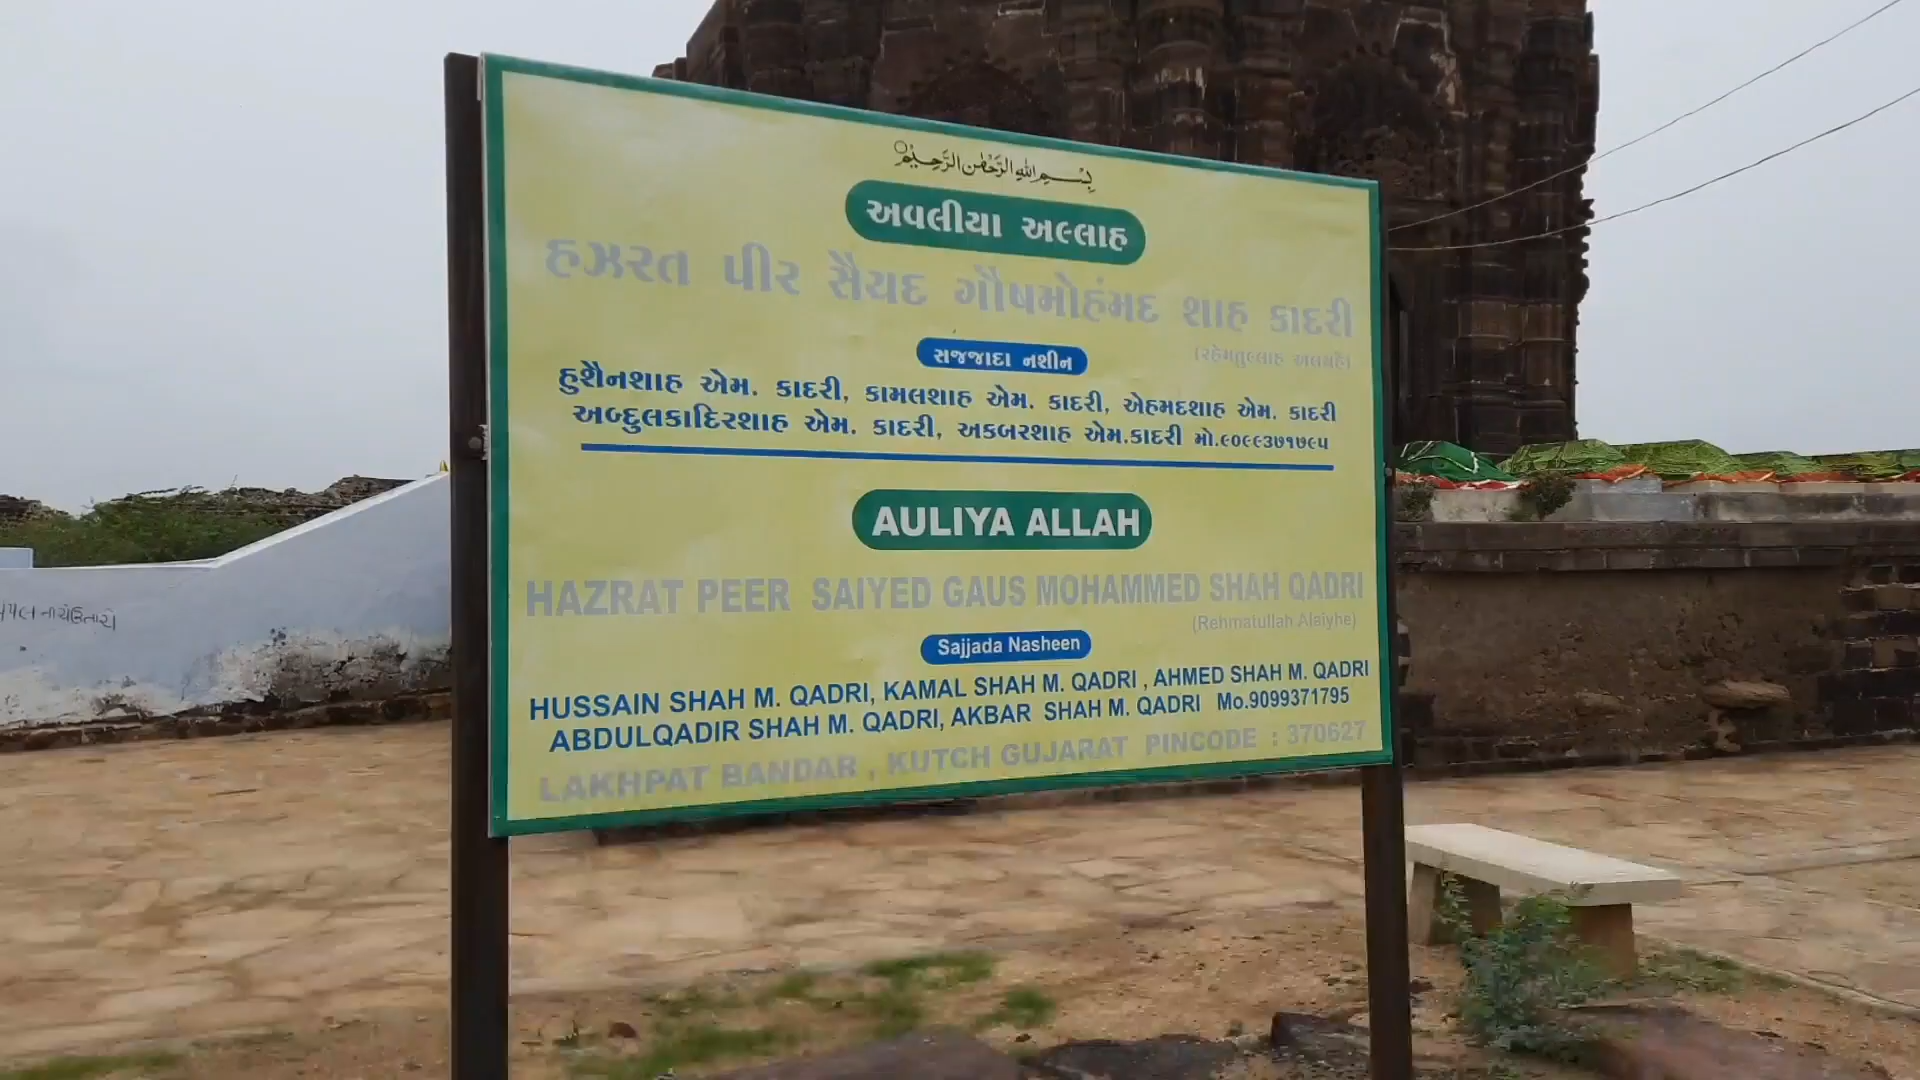 بِسْمِ اللهِ الرَّحْمٰنِ الرَّحِيْمِ
અવલીયા અલ્લાહ
હઝરત પીર સૈયદ ગૌષમોહંમદ શાહ કાદરી
(રહેમતુલ્લાહ અલયહે)
સજજાદા નશીન
હુશૈનશાહ એમ. કાદરી, કામલશાહ એમ. કાદરી, એહમદશાહ એમ. કાદરી
અબ્દુલકાદિરશાહ એમ. કાદરી, અકબરશાહ એમ.કાદરી મો.૯૦૯૯૩૭૧૭૯૫
AULIYA ALLAH
HAZRAT PEER SAIYED GAUS MOHAMMED SHAH QADRI
(Rehmatullah Alaiyhe)
Sajjada Nasheen
HUSSAIN SHAH M. QADRI, KAMAL SHAH M. QADRI , AHMED SHAH M. QADRI
ABDULQADIR SHAH M. QADRI, AKBAR SHAH M. QADRI Mo.9099371795
LAKHPAT BANDAR , KUTCH GUJARAT PINCODE : 370627